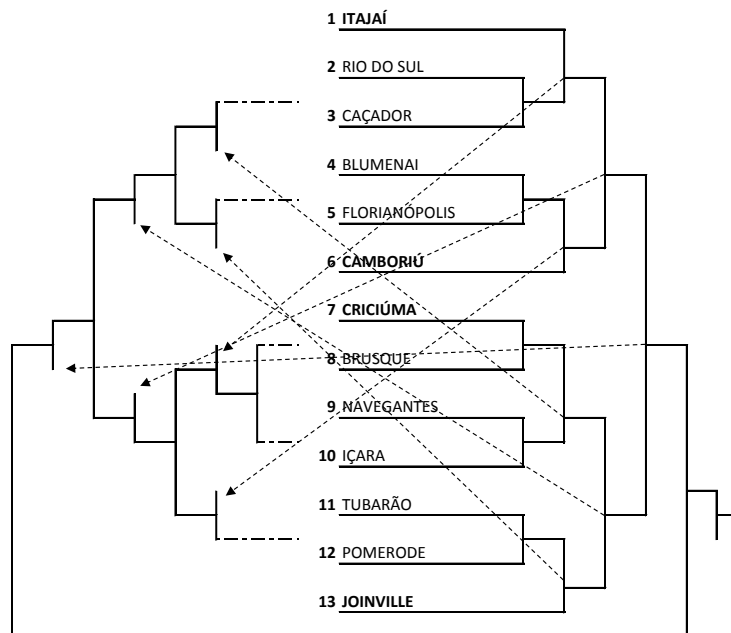 1 ITAJAÍ
2 RIO DO SUL
3 CAÇADOR
4 BLUMENAI
5 FLORIANÓPOLIS
6 CAMBORIÚ
7 CRICIÚMA
8 BRUSQUE
9 NAVEGANTES
10 IÇARA
11 TUBARÃO
12 POMERODE
13 JOINVILLE